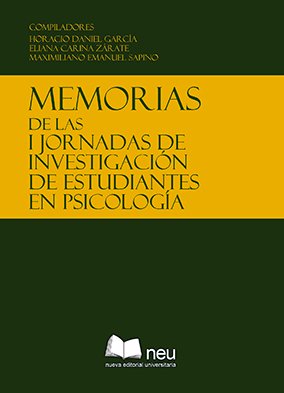 COMPILADORES
HORACIO DANIEL GARCÍA
ELIANA CARINA ZÁRATE
MAXIMILIANO EMANUEL SAPINO
MEMORIAS
DE LAS
I JORNADAS DE
INVESTIGACIÓN
DE ESTUDIANTES
EN PSICOLOGÍA
neu
nueva editorial universitaria